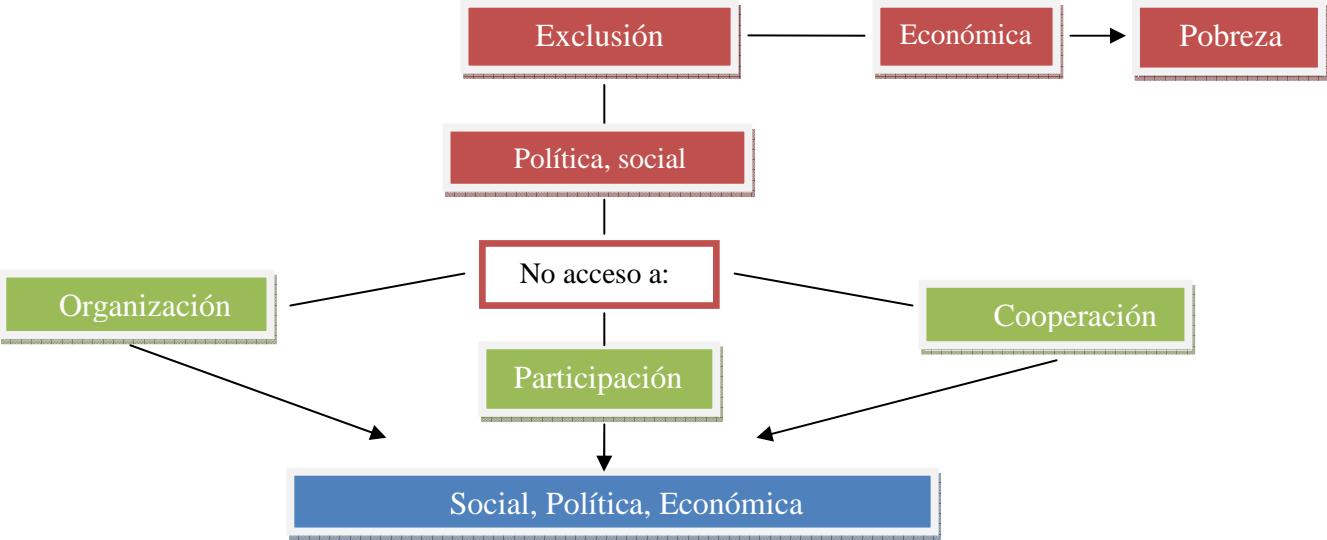 Exclusión
Económica
Pobreza
Política, social
No acceso a:
Organización
Cooperación
Participación
Social, Política, Económica